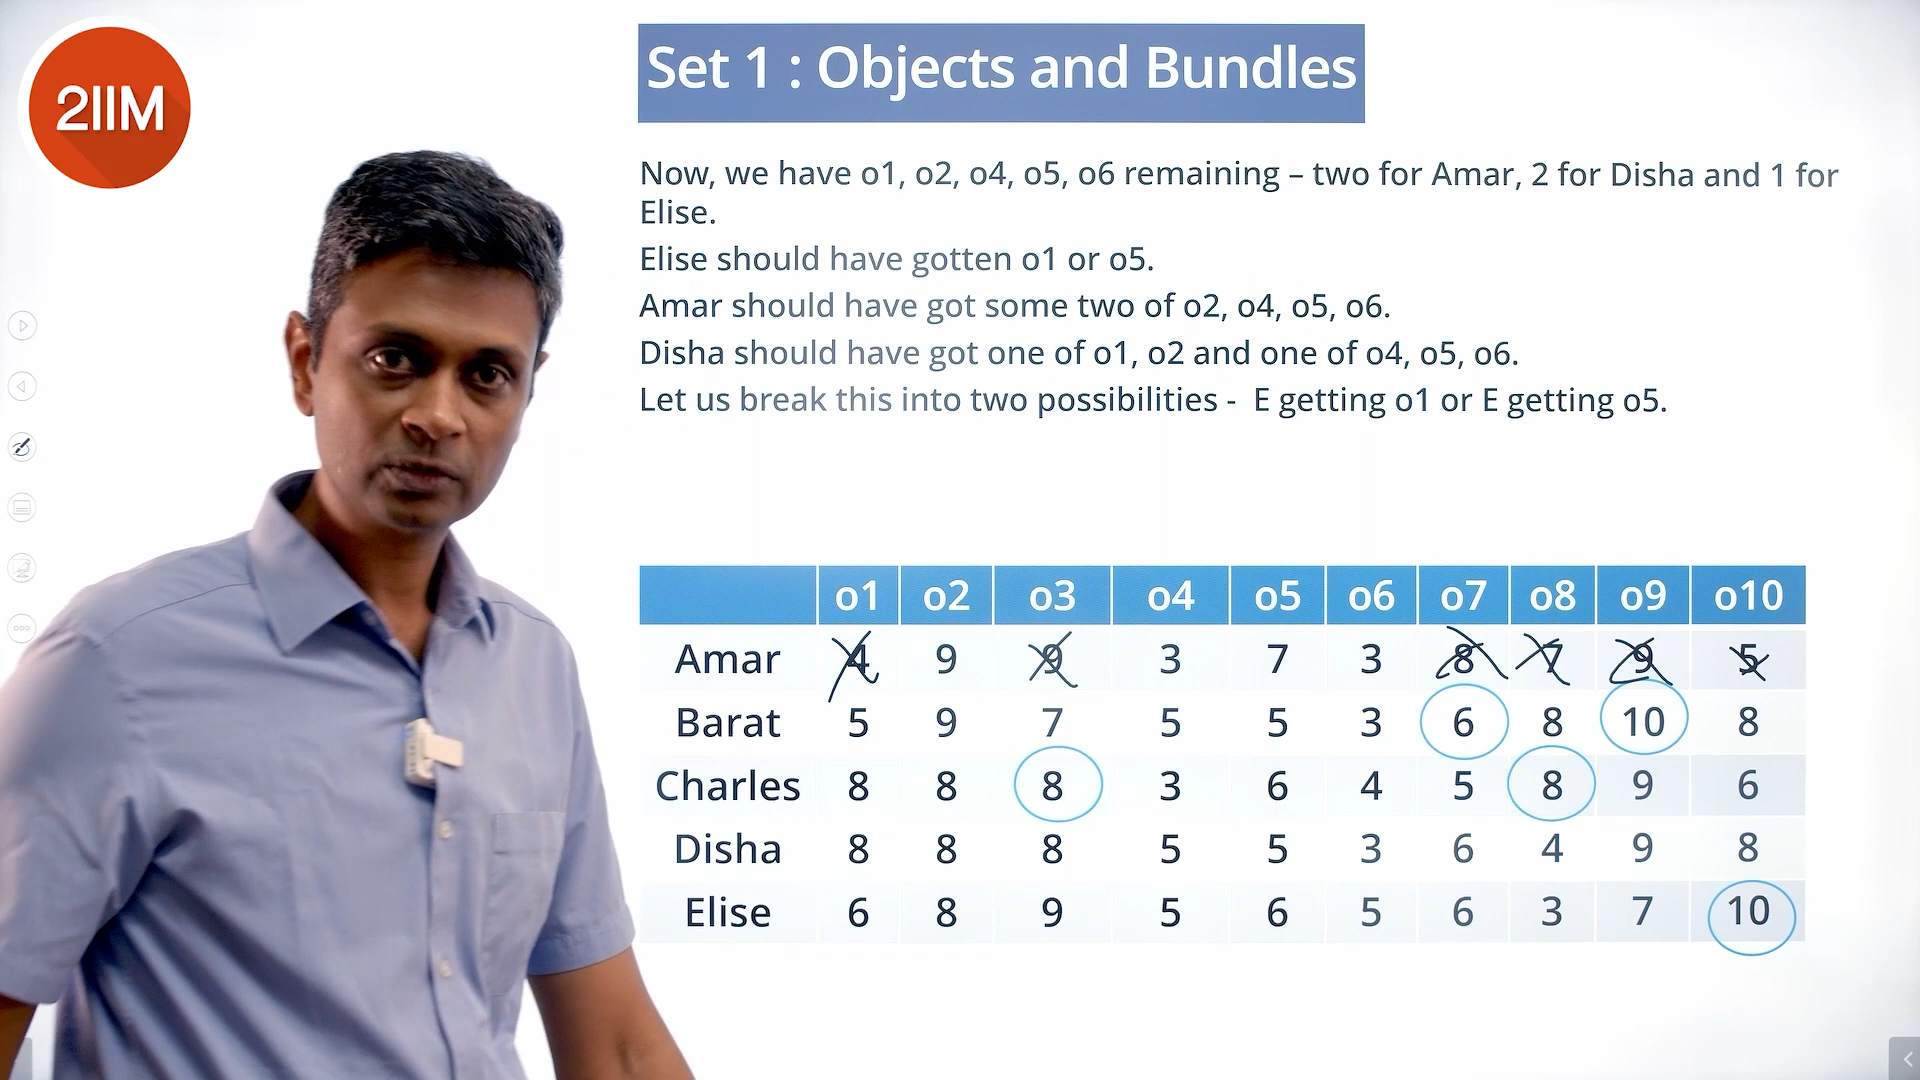 2IIM
Set 1 : Objects and Bundles
Now, we have o1, o2, o4, o5, o6 remaining – two for Amar, 2 for Disha and 1 for
Elise.
Elise should have gotten o1 or o5.
Amar should have got some two of o2, o4, o5, o6.
Disha should have got one of o1, o2 and one of o4, o5, o6.
Let us break this into two possibilities - E getting o1 or E getting o5.
o1 o2 o3 o4 o5 o6 o7 o8 o9 o10
Amar 4 9 9 3 7 3 8 7 9 5
Barat 5 9 7 5 5 3 6 8 10 8
Charles 8 8 8 3 6 4 5 8 9 6
Disha 8 8 8 5 5 3 6 4 9 8
Elise 6 8 9 5 6 5 6 3 7 10